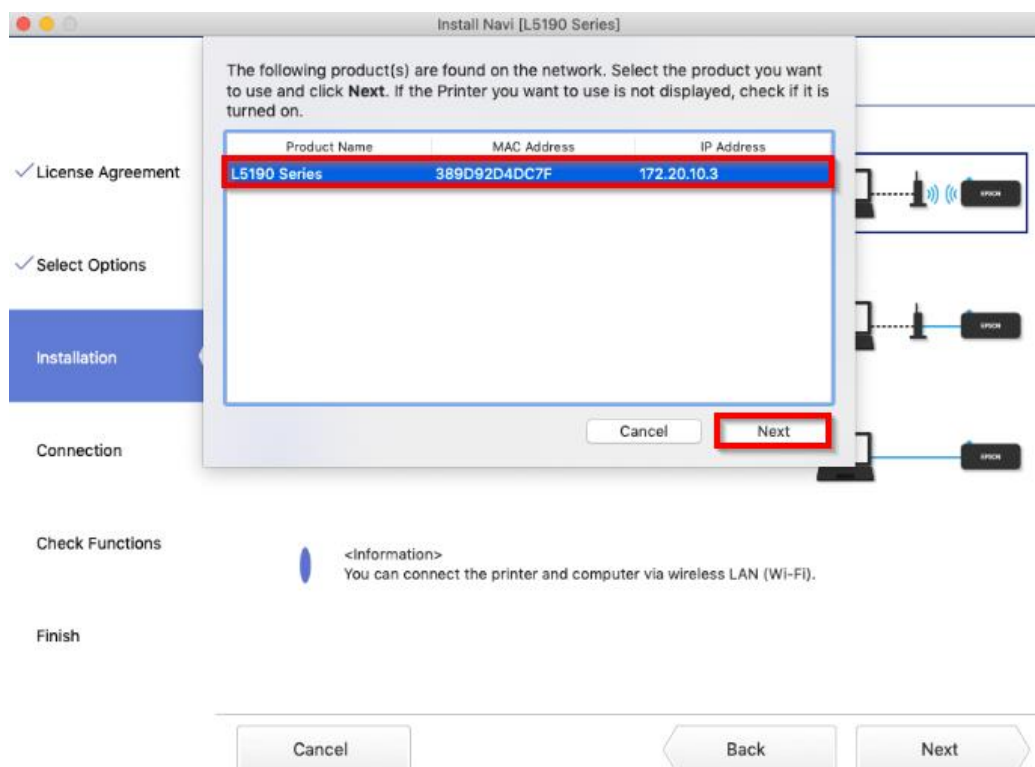 Install Navi [L5190 Series]
The following product(s) are found on the network. Select the product you want
to use and click Next. If the Printer you want to use is not displayed, check if it is
turned on.
Product Name MAC Address IP Address
L5190 Series 389D92D4DC7F 172.20.10.3
Cancel Next
License Agreement
Select Options
Installation
Connection
Check Functions
Finish
EPSON
EPSON
EPSON
<Information>
You can connect the printer and computer via wireless LAN (Wi-Fi).
Cancel Back Next